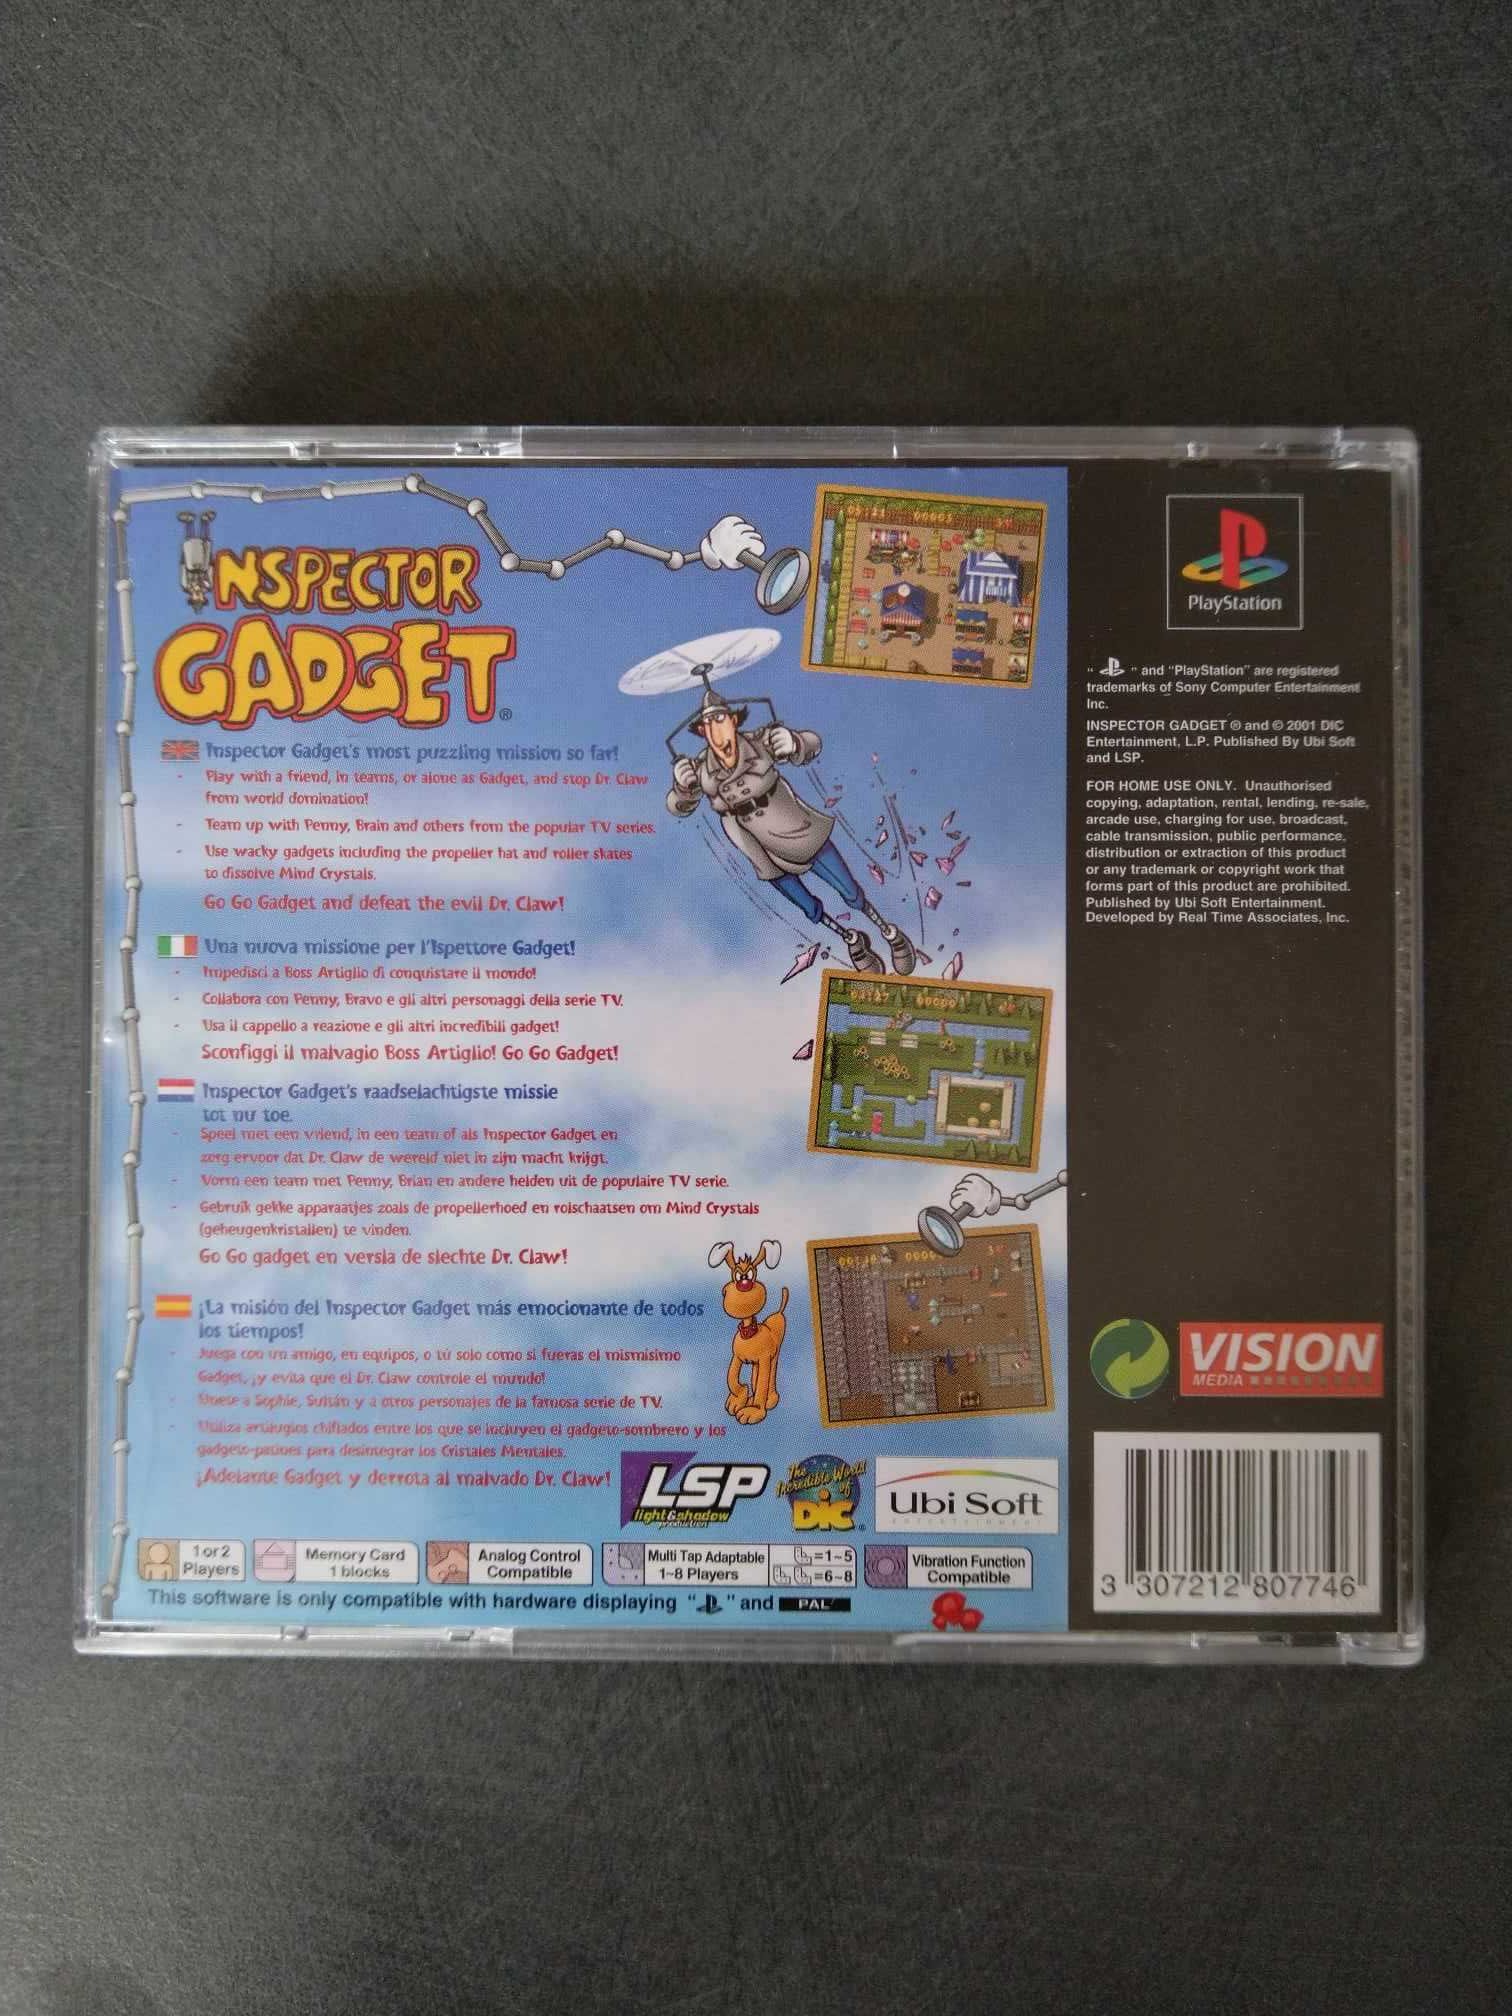 INSPECTOR
GADGET®
Inspector Gadget's most puzzling mission so far!
- Play with a friend, in teams, or alone as Gadget, and stop Dr. Claw
from world domination!
- Team up with Penny, Brain and others from the popular TV series.
- Use wacky gadgets including the propeller hat and roller skates
to dissolve Mind Crystals.
Go Go Gadget and defeat the evil Dr. Claw!
Una nuova missione per l'Ispettore Gadget!
- Impedisci a Boss Artiglio di conquistare il mondo!
- Collabora con Penny, Bravo e gli altri personaggi della serie TV.
- Usa il cappello a reazione e gli altri incredibili gadget!
Sconfiggi il malvagio Boss Artiglio! Go Go Gadget!
Inspector Gadget's raadselachtigste missie
tot nu toe.
- Speel met een vriend, in een team of als Inspector Gadget en
zorg ervoor dat Dr. Claw de wereld niet in zijn macht krijgt.
- Vorm een team met Penny, Brian en andere helden uit de populaire TV serie.
- Gebruik gekke apparaatjes zoals de propellerhoed en rolschaatsen om Mind Crystals
(geheugenkristallen) te vinden.
Go Go gadget en versla de slechte Dr. Claw!
¡La misión del Inspector Gadget más emocionante de todos
los tiempos!
- Juega con un amigo, en equipos, o tú solo como si fueras el mismísimo
Gadget, ¡y evita que el Dr. Claw controle el mundo!
- Únete a Sophie, Sultán y a otros personajes de la famosa serie de TV.
- Utiliza artilugios chiflados entre los que se incluyen el gadgeto-sombrero y los
gadgeto-patines para desintegrar los Cristales Mentales.
¡Adelante Gadget y derrota al malvado Dr. Claw!
LSP
light&shadow
production
The
Incredible World
of
DiC®
Ubi Soft
ENTERTAINMENT
1 or 2
Players
Memory Card
1 blocks
Analog Control
Compatible
Multi Tap Adaptable
1~8 Players
=1~5
=6~8
Vibration Function
Compatible
This software is only compatible with hardware displaying " " and PAL
PlayStation
" " and "PlayStation" are registered
trademarks of Sony Computer Entertainment
Inc.
INSPECTOR GADGET ® and © 2001 DIC
Entertainment, L.P. Published By Ubi Soft
and LSP.
FOR HOME USE ONLY. Unauthorised
copying, adaptation, rental, lending, re-sale,
arcade use, charging for use, broadcast,
cable transmission, public performance,
distribution or extraction of this product
or any trademark or copyright work that
forms part of this product are prohibited.
Published by Ubi Soft Entertainment.
Developed by Real Time Associates, Inc.
VISION
MEDIA
3 307212 807746